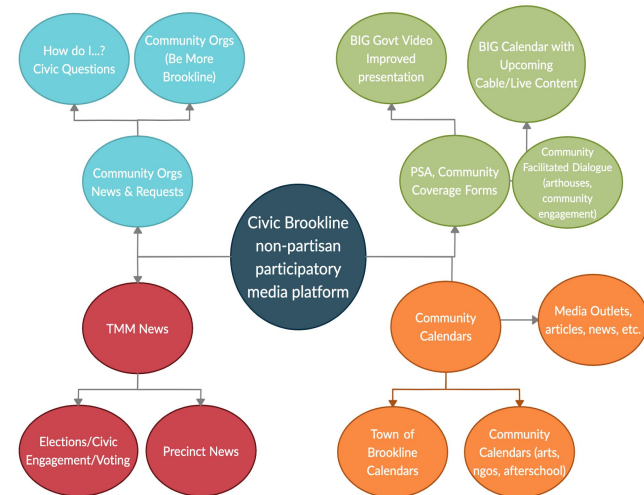 How do I...?
Civic Questions
Community Orgs
(Be More
Brookline)
BIG Govt Video
Improved
presentation
BIG Calendar with
Upcoming
Cable/Live Content
Community Orgs
News & Requests
PSA, Community
Coverage Forms
Community
Facilitated Dialogue
(arthouses,
community
engagement)
Civic Brookline
non-partisan
participatory
media platform
TMM News
Community
Calendars
Media Outlets,
articles, news, etc.
Elections/Civic
Engagement/Voting
Precinct News
Town of
Brookline
Calendars
Community
Calendars (arts,
ngos, afterschool)